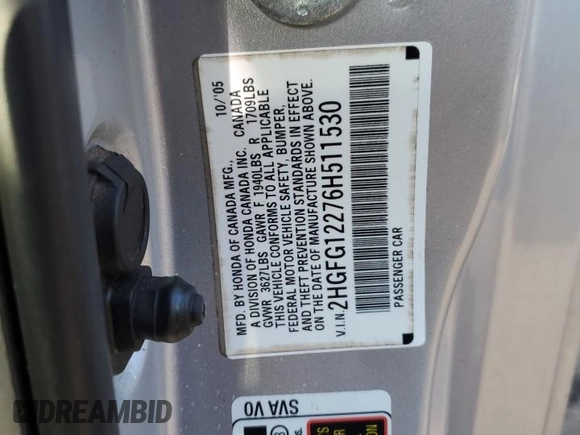 10/'05
MFD. BY HONDA OF CANADA MFG.,
A DIVISION OF HONDA CANADA INC. CANADA
GVWR 3627LBS GAWR F 1940LBS R 1709LBS
THIS VEHICLE CONFORMS TO ALL APPLICABLE
FEDERAL MOTOR VEHICLE SAFETY, BUMPER,
AND THEFT PREVENTION STANDARDS IN EFFECT
ON THE DATE OF MANUFACTURE SHOWN ABOVE.
V.I.N. 2HGFG12276H511530
PASSENGER CAR
SVA V0
IDREAMBID